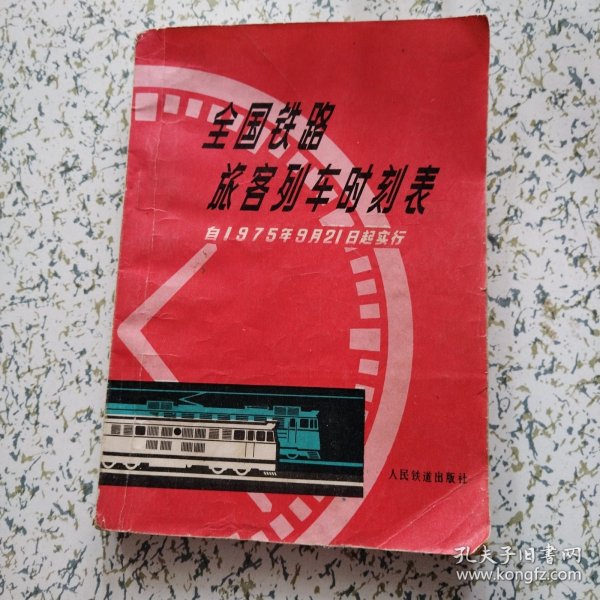 全国铁路
旅客列车时刻表
自1975年9月21日起实行
人民铁道出版社
孔夫子旧书网
www.kongfz.com